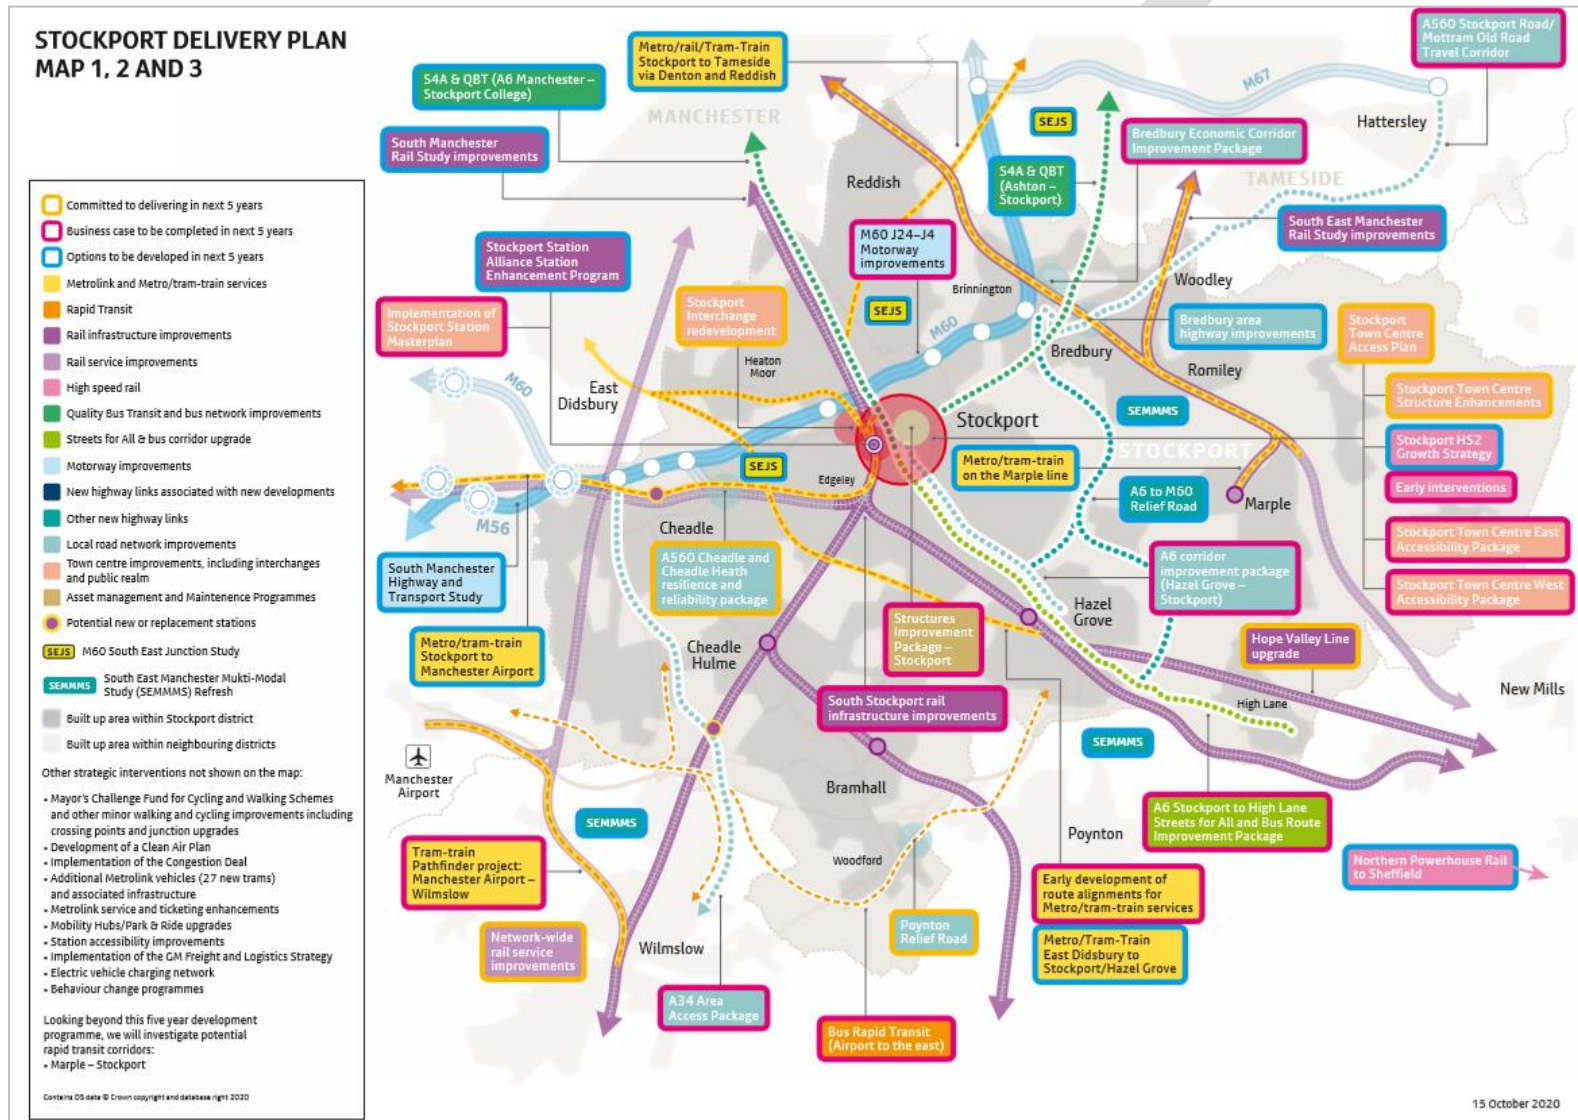 STOCKPORT DELIVERY PLAN
MAP 1, 2 AND 3
Committed to delivering in next 5 years
Business case to be completed in next 5 years
Options to be developed in next 5 years
Metrolink and Metro/tram-train services
Rapid Transit
Rail infrastructure improvements
Rail service improvements
High speed rail
Quality Bus Transit and bus network improvements
Streets for All & bus corridor upgrade
Motorway improvements
New highway links associated with new developments
Other new highway links
Local road network improvements
Town centre improvements, including interchanges
and public realm
Asset management and Maintenence Programmes
Potential new or replacement stations
SEJS M60 South East Junction Study
SEMMMS South East Manchester Mukti-Modal
Study (SEMMMS) Refresh
Built up area within Stockport district
Built up area within neighbouring districts
Other strategic interventions not shown on the map:
• Mayor's Challenge Fund for Cycling and Walking Schemes
and other minor walking and cycling improvements including
crossing points and junction upgrades
• Development of a Clean Air Plan
• Implementation of the Congestion Deal
• Additional Metrolink vehicles (27 new trams)
and associated infrastructure
• Metrolink service and ticketing enhancements
• Mobility Hubs/Park & Ride upgrades
• Station accessibility improvements
• Implementation of the GM Freight and Logistics Strategy
• Electric vehicle charging network
• Behaviour change programmes
Looking beyond this five year development
programme, we will investigate potential
rapid transit corridors:
• Marple – Stockport
Contains OS data © Crown copyright and database right 2020
S4A & QBT (A6 Manchester –
Stockport College)
South Manchester
Rail Study improvements
Stockport Station
Alliance Station
Enhancement Program
Implementation of
Stockport Station
Masterplan
Metro/rail/Tram-Train
Stockport to Tameside
via Denton and Reddish
MANCHESTER
Reddish
M60 J24–J4
Motorway
improvements
SEJS
S4A & QBT
(Ashton –
Stockport)
SEJS
Bredbury Economic Corridor
Improvement Package
A560 Stockport Road/
Mottram Old Road
Travel Corridor
M67
Hattersley
TAMESIDE
South East Manchester
Rail Study improvements
Woodley
Brinnington
M60
Bredbury
Bredbury area
highway improvements
Romiley
Stockport
Town Centre
Access Plan
Stockport Town Centre
Structure Enhancements
Stockport HS2
Growth Strategy
Early interventions
Stockport Town Centre East
Accessibility Package
Stockport Town Centre West
Accessibility Package
Stockport
Interchange
redevelopment
Heaton
Moor
East
Didsbury
M60
M56
SEJS
Edgeley
Stockport
STOCKPORT
SEMMMS
Metro/tram-train
on the Marple line
A6 to M60
Relief Road
Marple
Cheadle
A560 Cheadle and
Cheadle Heath
resilience and
reliability package
South Manchester
Highway and
Transport Study
Metro/tram-train
Stockport to
Manchester Airport
Cheadle
Hulme
Structures
Improvement
Package –
Stockport
A6 corridor
improvement package
(Hazel Grove –
Stockport)
Hazel
Grove
Hope Valley Line
upgrade
New Mills
High Lane
South Stockport rail
infrastructure improvements
SEMMMS
Manchester
Airport
SEMMMS
Bramhall
Woodford
Poynton
A6 Stockport to High Lane
Streets for All and Bus Route
Improvement Package
Tram-train
Pathfinder project:
Manchester Airport –
Wilmslow
Network-wide
rail service
improvements
Wilmslow
A34 Area
Access Package
Poynton
Relief Road
Bus Rapid Transit
(Airport to the east)
Early development of
route alignments for
Metro/tram-train services
Metro/Tram-Train
East Didsbury to
Stockport/Hazel Grove
Northern Powerhouse Rail
to Sheffield
15 October 2020